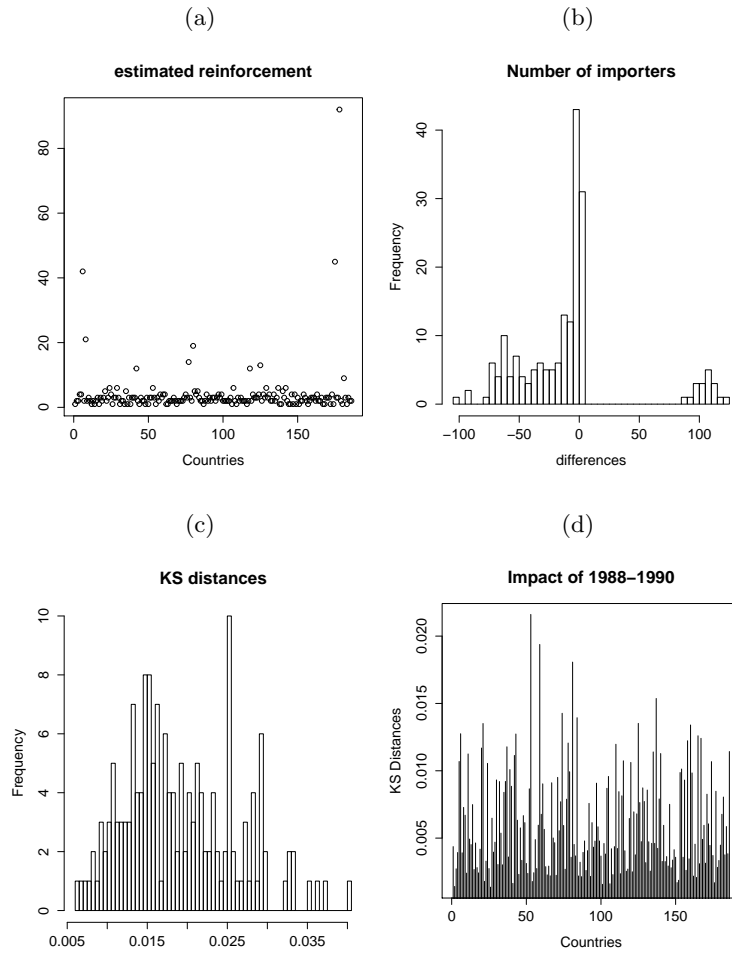 (a)
estimated reinforcement
80
60
40
20
0
0 50 100 150
Countries
(b)
Number of importers
Frequency
40
30
20
10
0
−100 −50 0 50 100
differences
(c)
KS distances
Frequency
10
8
6
4
2
0
0.005 0.015 0.025 0.035
(d)
Impact of 1988−1990
KS Distances
0.020
0.015
0.010
0.005
0 50 100 150
Countries